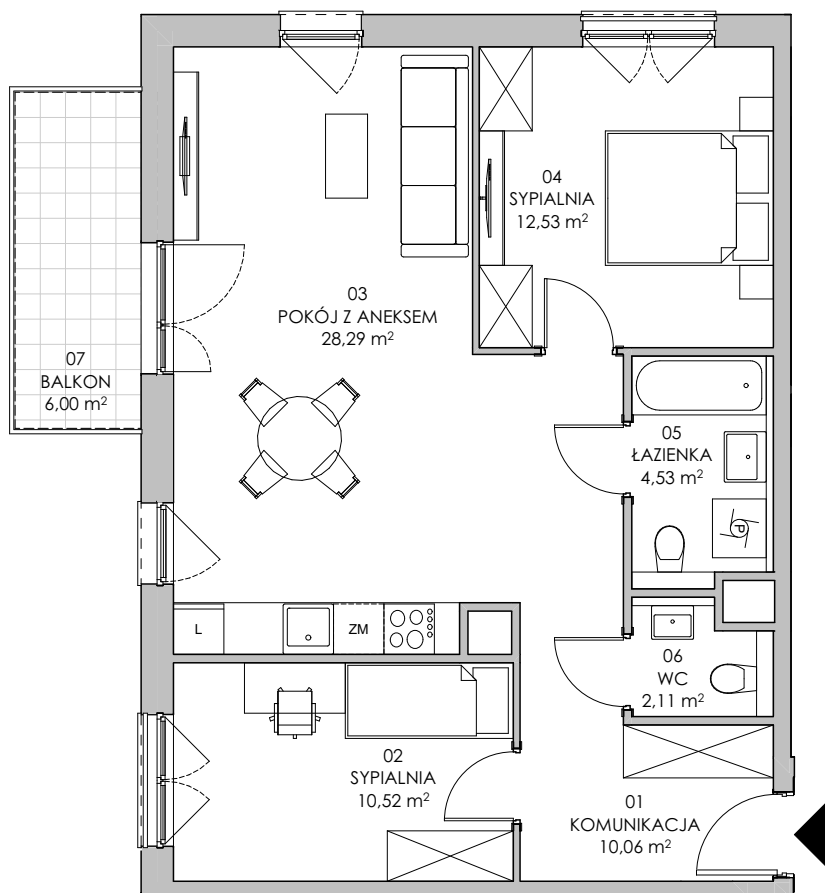 04
SYPIALNIA
12,53 m²
03
POKÓJ Z ANEKSEM
28,29 m²
07
BALKON
6,00 m²
05
ŁAZIENKA
4,53 m²
P
L
ZM
06
WC
2,11 m²
02
SYPIALNIA
10,52 m²
01
KOMUNIKACJA
10,06 m²